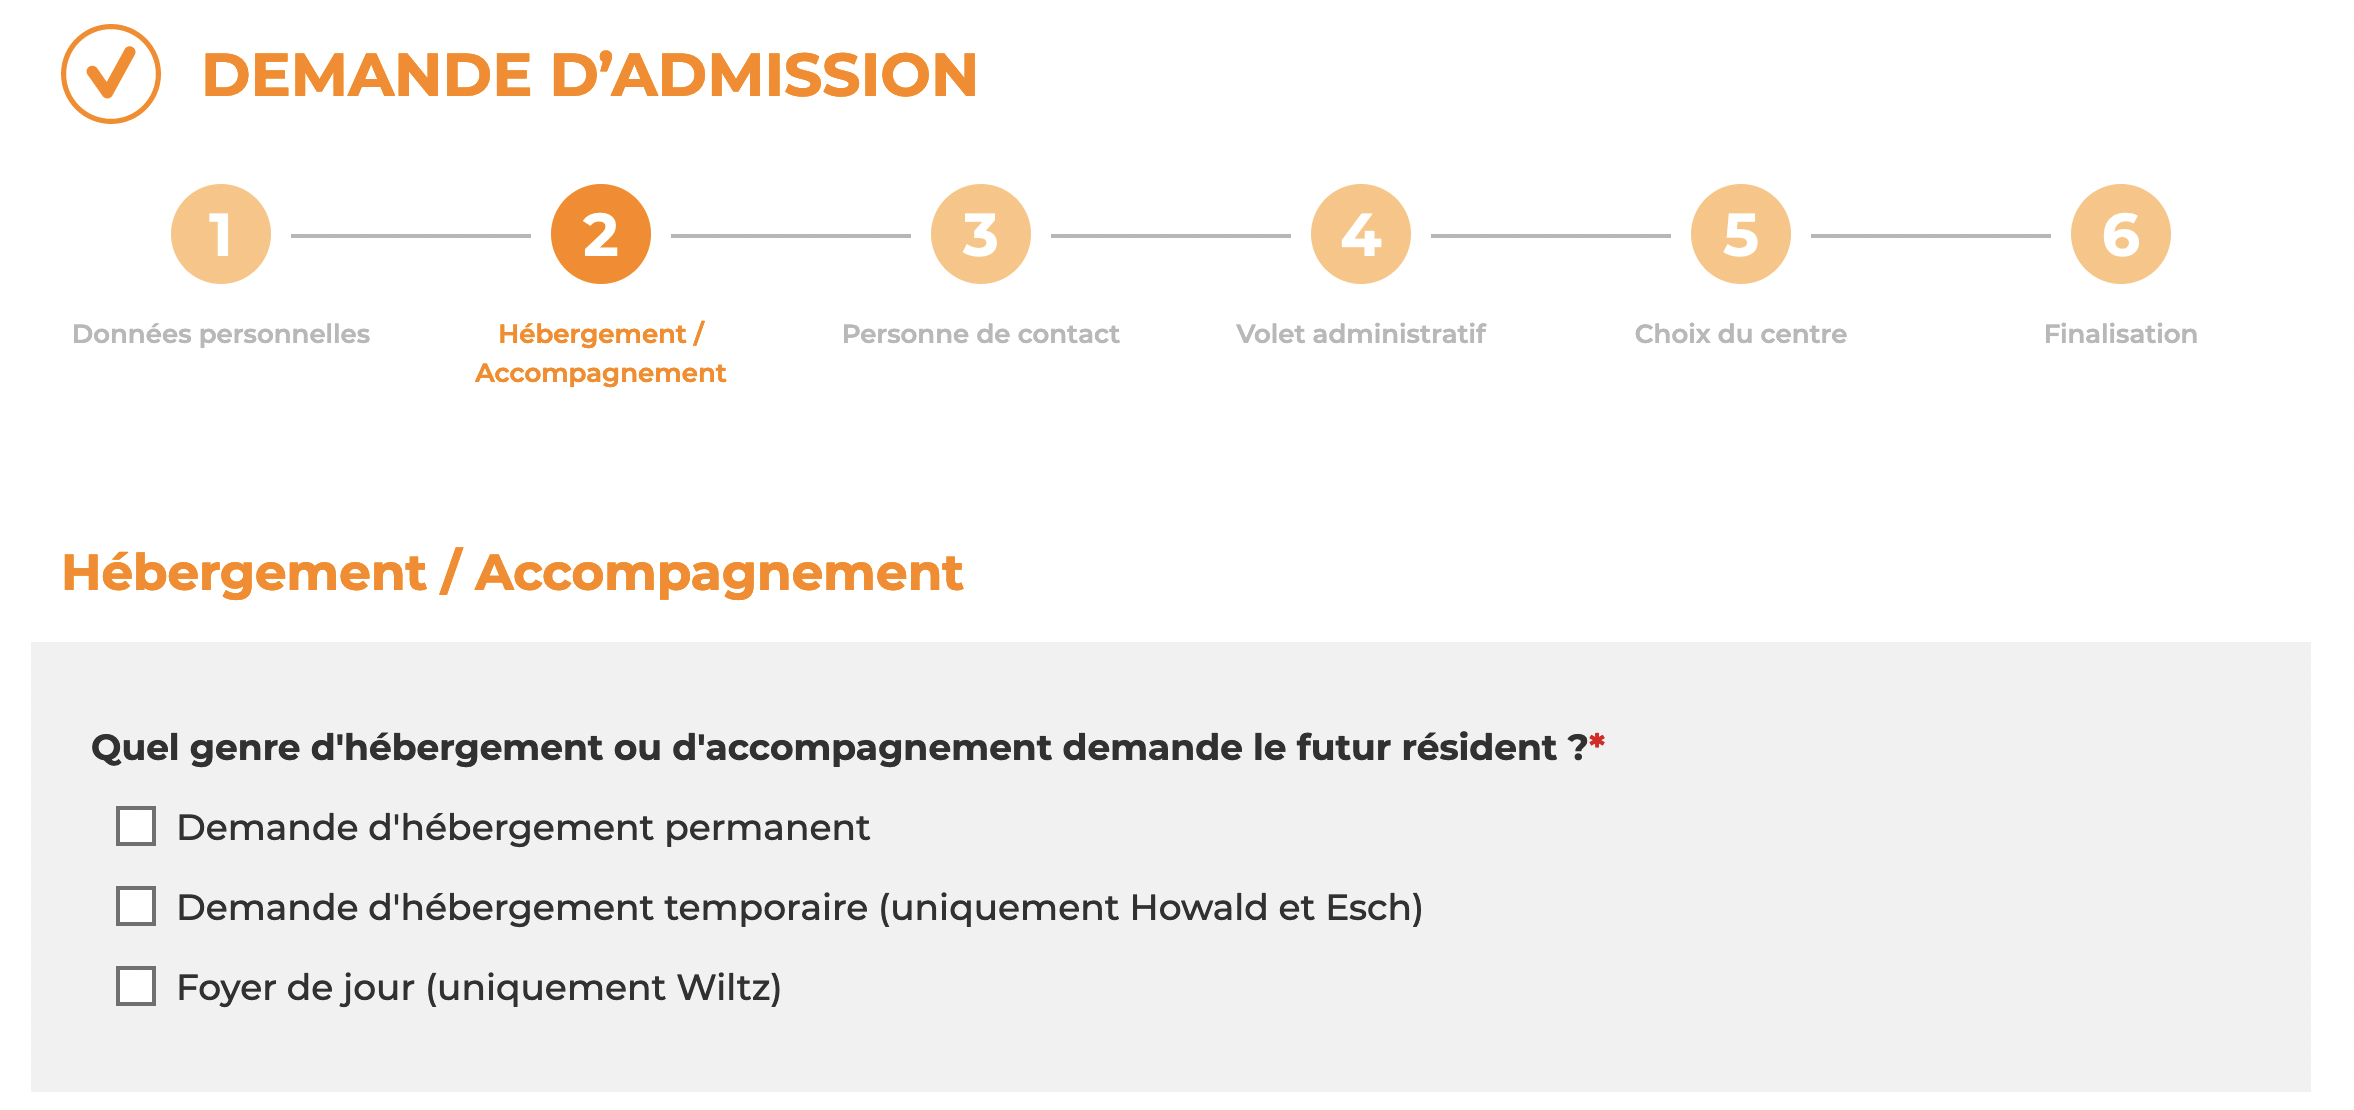 DEMANDE D’ADMISSION
1
2
3
4
5
6
Données personnelles
Hébergement /
Accompagnement
Personne de contact
Volet administratif
Choix du centre
Finalisation
Hébergement / Accompagnement
Quel genre d'hébergement ou d'accompagnement demande le futur résident ?*
Demande d'hébergement permanent
Demande d'hébergement temporaire (uniquement Howald et Esch)
Foyer de jour (uniquement Wiltz)